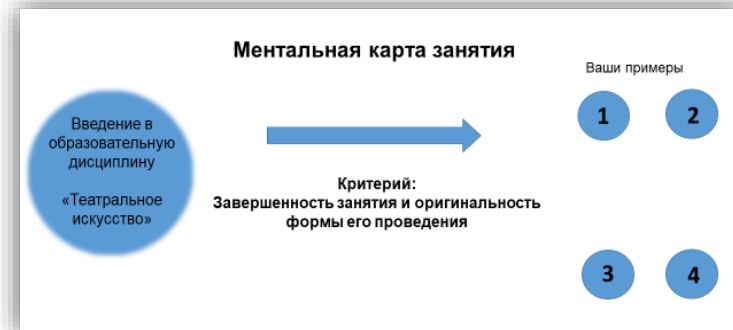 Ментальная карта занятия
Ваши примеры
Введение в
образовательную
дисциплину
«Театральное
искусство»
1
2
Критерий:
Завершенность занятия и оригинальность
формы его проведения
3
4